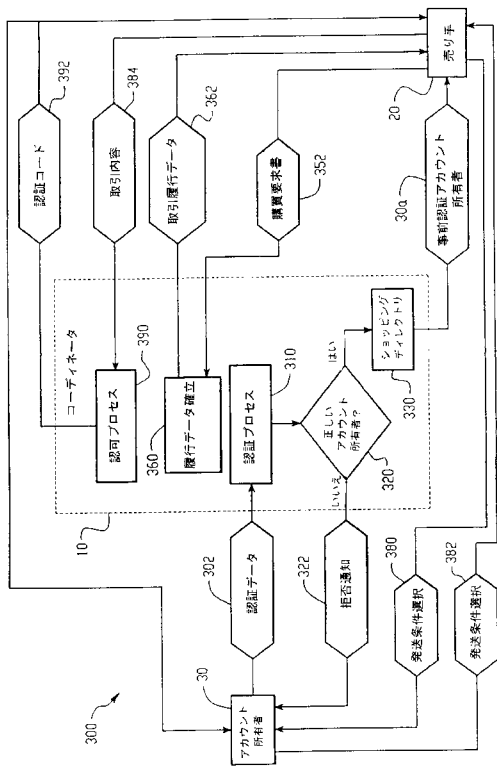 300
アカウント
所有者
30
認証データ
302
拒否通知
322
発送条件選択
380
発送条件選択
382
10
コーディネータ
認可プロセス
390
履行データ確立
360
認証プロセス
310
正しい
アカウント
所有者?
320
いいえ
はい
ショッピング
ディレクトリ
330
認証コード
392
取引内容
384
取引履行データ
362
購買要求書
352
事前認証アカウント
所有者
30a
売り手
20